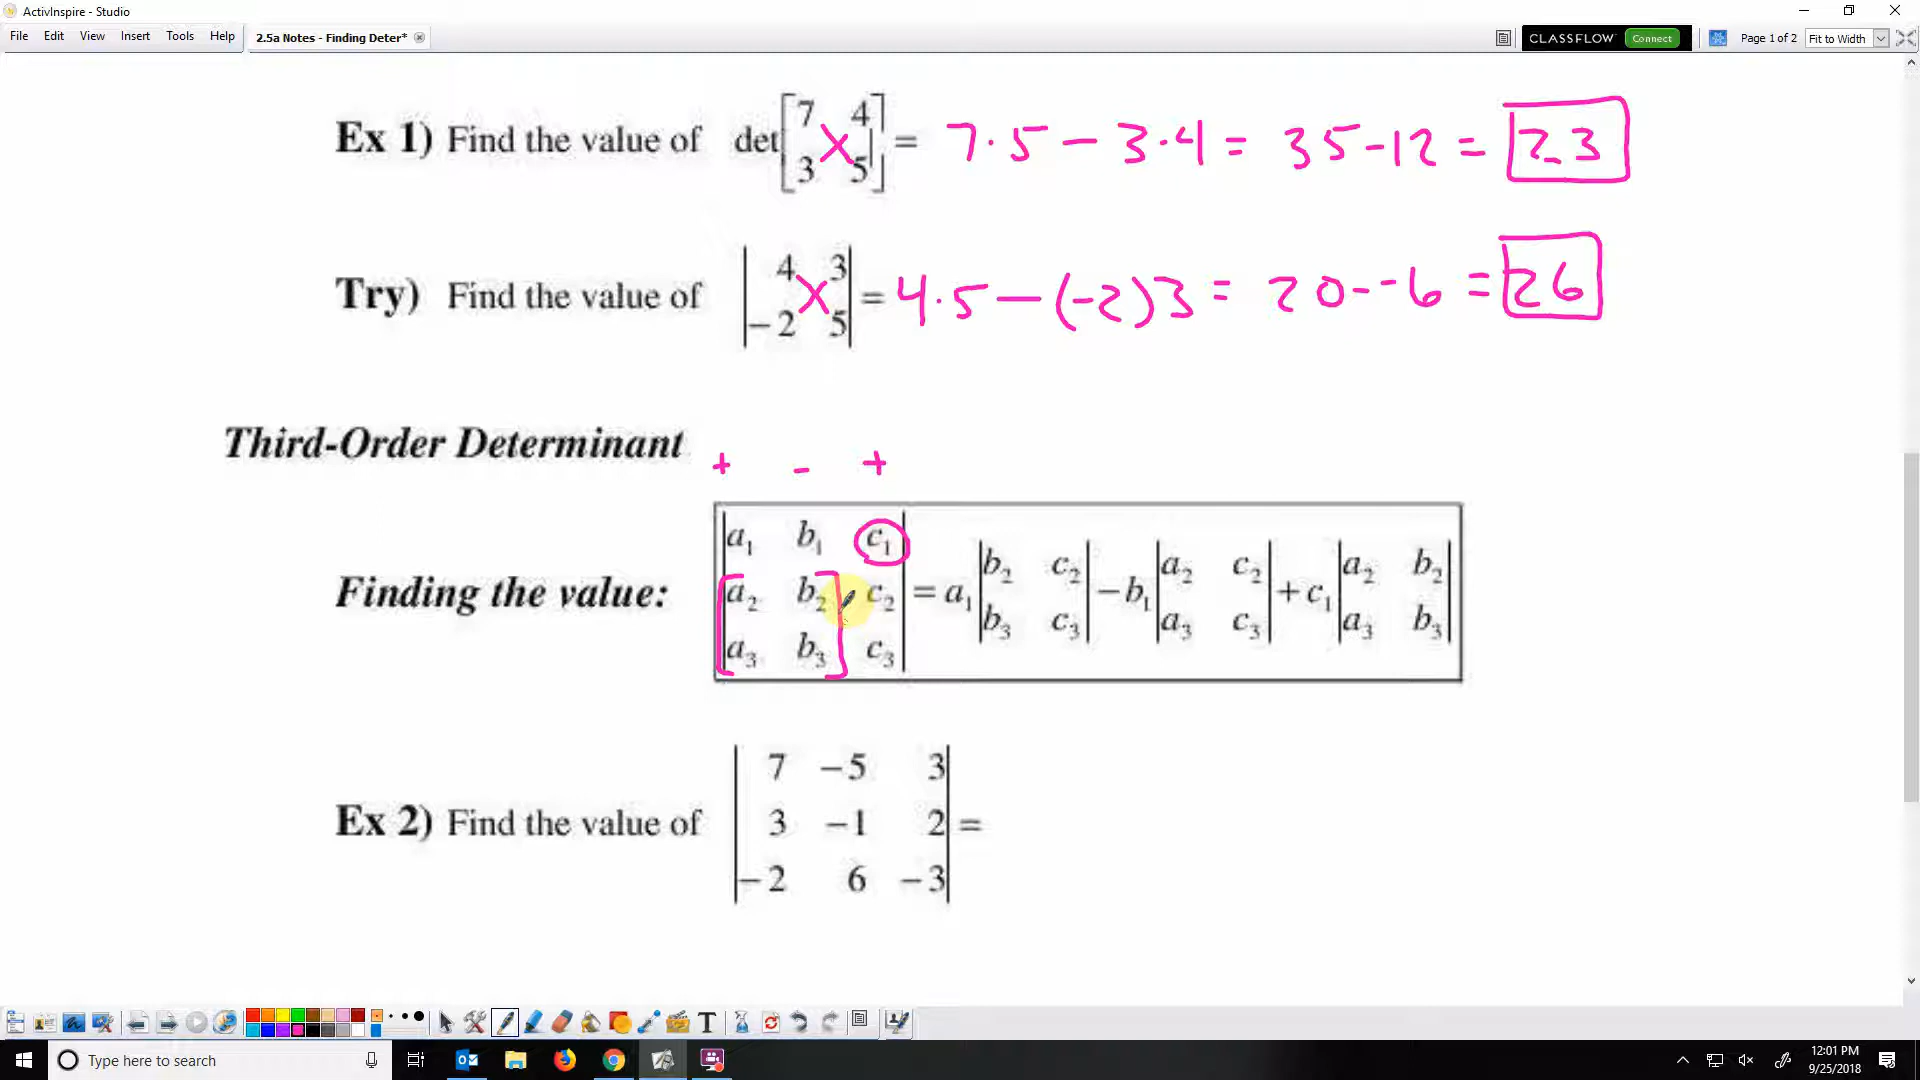 ActivInspire - Studio
File Edit View Insert Tools Help 2.5a Notes - Finding Deter* CLASSFLOW Connect Page 1 of 2 Fit to Width
Ex 1) Find the value of det [7 4] = 7·5 - 3·4 = 35-12 = 23
3 5
Try) Find the value of |4 3| = 4·5 - (-2)3 = 20--6 = 26
-2 5
Third-Order Determinant
+ - +
a₁ b₁ c₁
Finding the value: a₂ b₂ c₂ = a₁ |b₂ c₂| - b₁ |a₂ c₂| + c₁ |a₂ b₂|
a₃ b₃ c₃ b₃ c₃ a₃ c₃ a₃ b₃
7 -5 3
Ex 2) Find the value of 3 -1 2 =
-2 6 -3
T
Type here to search
12:01 PM
9/25/2018